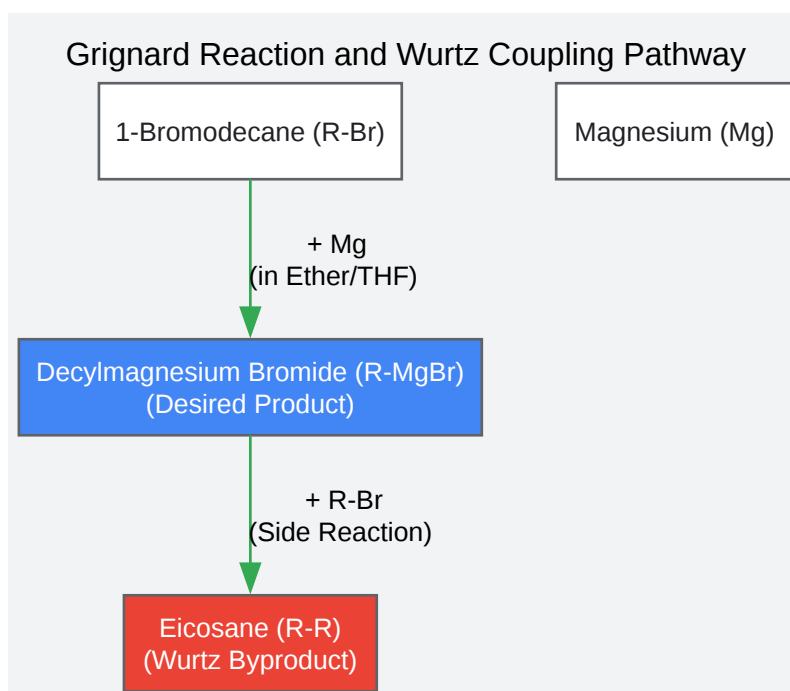 Grignard Reaction and Wurtz Coupling Pathway
1-Bromodecane (R-Br)
Magnesium (Mg)
+ Mg
(in Ether/THF)
Decylmagnesium Bromide (R-MgBr)
(Desired Product)
+ R-Br
(Side Reaction)
Eicosane (R-R)
(Wurtz Byproduct)